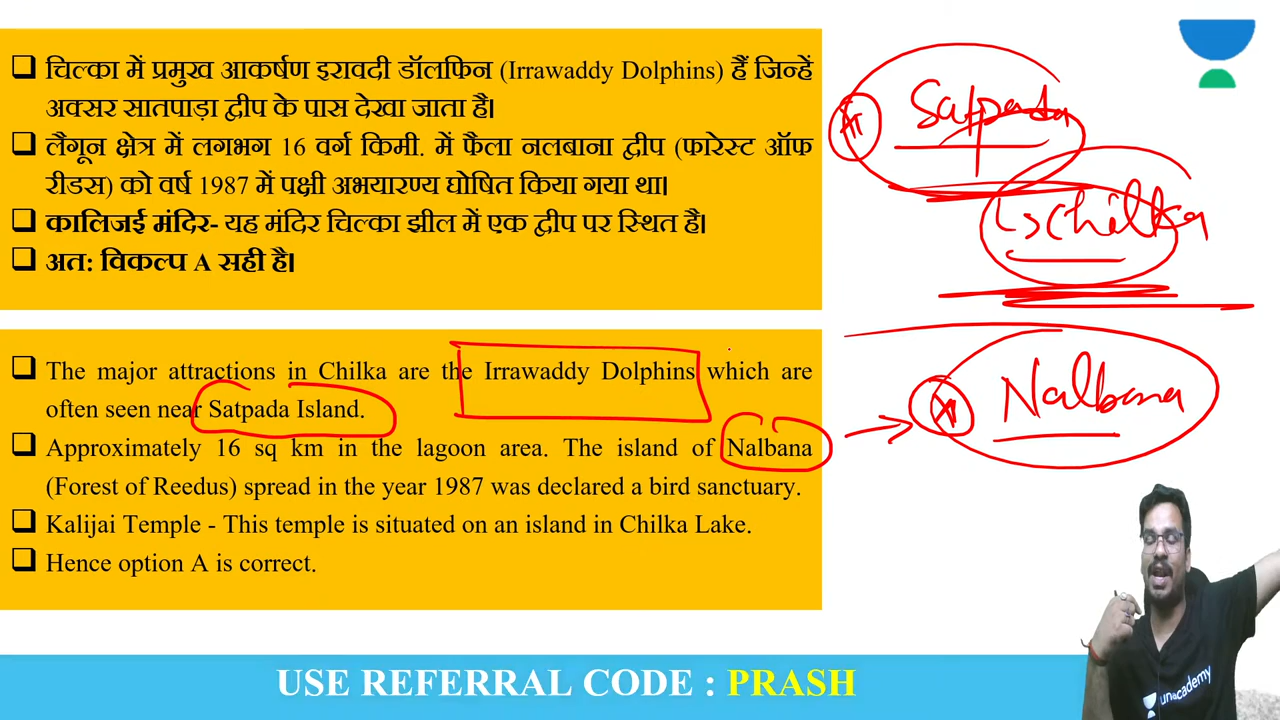 ❑ चिल्का में प्रमुख आकर्षण इरावदी डॉलफिन (Irrawaddy Dolphins) हैं जिन्हें
अक्सर सातपाड़ा द्वीप के पास देखा जाता है।
❑ लैगून क्षेत्र में लगभग 16 वर्ग किमी. में फैला नलबाना द्वीप (फारेस्ट ऑफ
रीडस) को वर्ष 1987 में पक्षी अभयारण्य घोषित किया गया था।
❑ कालिजई मंदिर- यह मंदिर चिल्का झील में एक द्वीप पर स्थित है।
❑ अत: विकल्प A सही है।
Satpada
Chilka
❑ The major attractions in Chilka are the Irrawaddy Dolphins which are
often seen near Satpada Island.
❑ Approximately 16 sq km in the lagoon area. The island of Nalbana
(Forest of Reedus) spread in the year 1987 was declared a bird sanctuary.
❑ Kalijai Temple - This temple is situated on an island in Chilka Lake.
❑ Hence option A is correct.
Nalbana
unacademy
USE REFERRAL CODE : PRASH